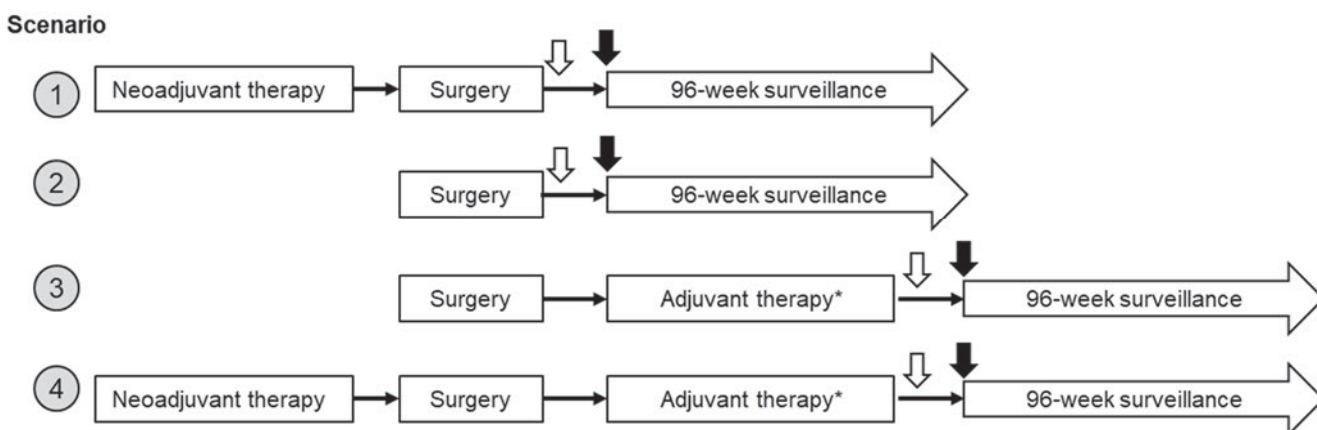 Scenario
1 Neoadjuvant therapy Surgery 96-week surveillance
2 Surgery 96-week surveillance
3 Surgery Adjuvant therapy* 96-week surveillance
4 Neoadjuvant therapy Surgery Adjuvant therapy* 96-week surveillance